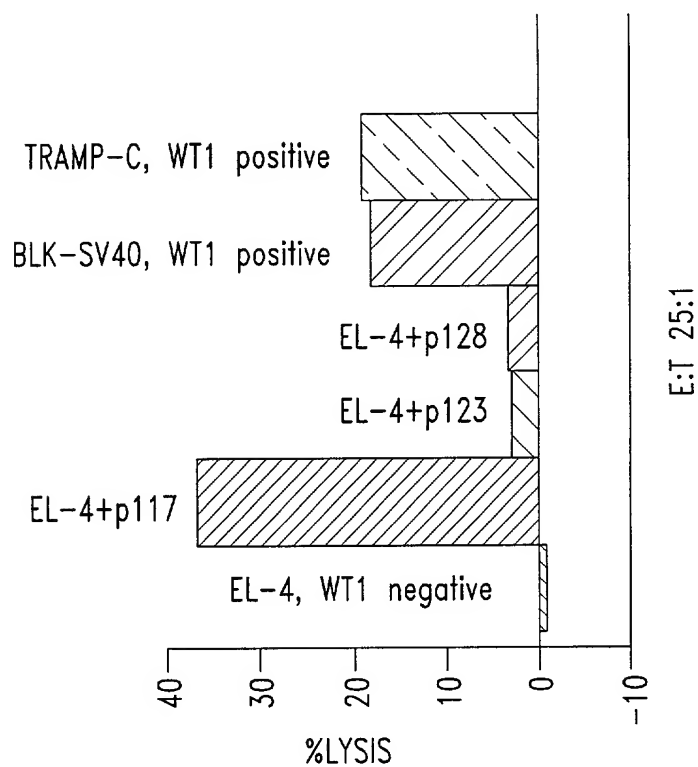 TRAMP-C, WT1 positive
BLK-SV40, WT1 positive
EL-4+p128
EL-4+p123
EL-4+p117
EL-4, WT1 negative
40
30
20
10
0
-10
%LYSIS
E:T 25:1